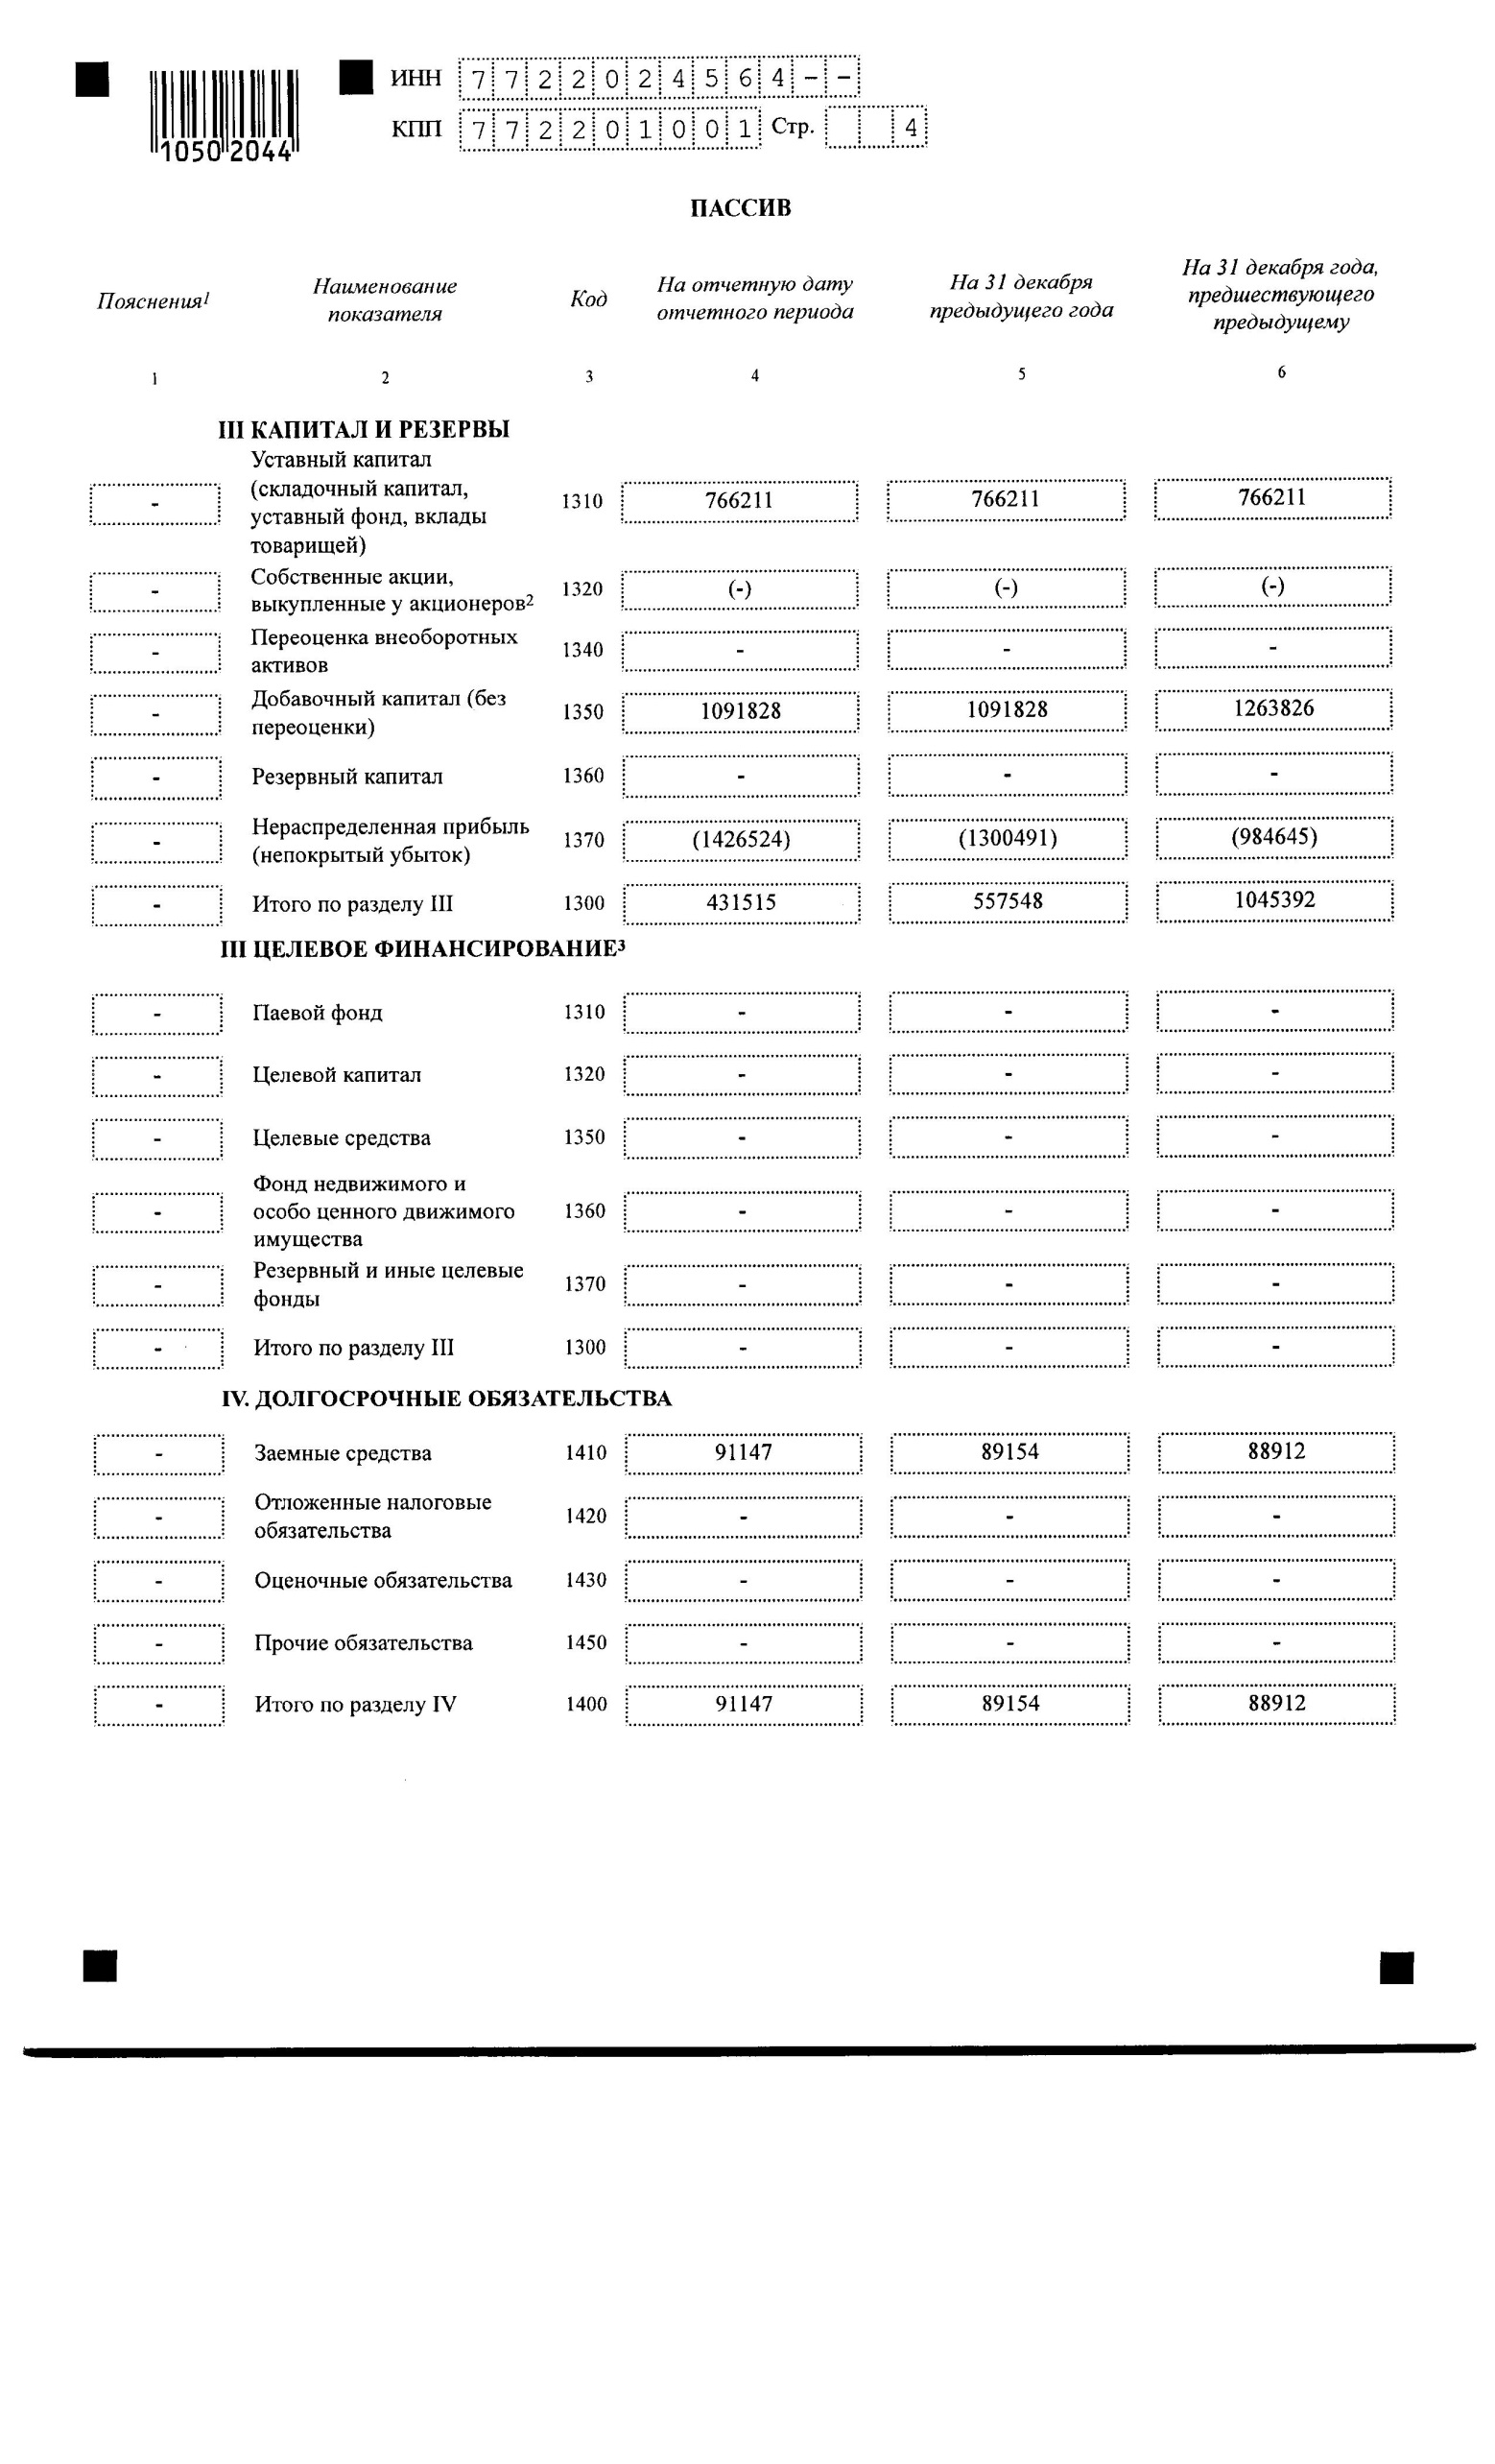 ИНН 7722024564--
КПП 772201001 Стр. 4
1050 2044
ПАССИВ
Пояснения1 Наименование показателя Код На отчетную дату отчетного периода На 31 декабря предыдущего года На 31 декабря года, предшествующего предыдущему
1 2 3 4 5 6
III КАПИТАЛ И РЕЗЕРВЫ
- Уставный капитал (складочный капитал, уставный фонд, вклады товарищей) 1310 766211 766211 766211
- Собственные акции, выкупленные у акционеров2 1320 (-) (-) (-)
- Переоценка внеоборотных активов 1340 - - -
- Добавочный капитал (без переоценки) 1350 1091828 1091828 1263826
- Резервный капитал 1360 - - -
- Нераспределенная прибыль (непокрытый убыток) 1370 (1426524) (1300491) (984645)
- Итого по разделу III 1300 431515 557548 1045392
III ЦЕЛЕВОЕ ФИНАНСИРОВАНИЕ3
- Паевой фонд 1310 - - -
- Целевой капитал 1320 - - -
- Целевые средства 1350 - - -
- Фонд недвижимого и особо ценного движимого имущества 1360 - - -
- Резервный и иные целевые фонды 1370 - - -
- Итого по разделу III 1300 - - -
IV. ДОЛГОСРОЧНЫЕ ОБЯЗАТЕЛЬСТВА
- Заемные средства 1410 91147 89154 88912
- Отложенные налоговые обязательства 1420 - - -
- Оценочные обязательства 1430 - - -
- Прочие обязательства 1450 - - -
- Итого по разделу IV 1400 91147 89154 88912